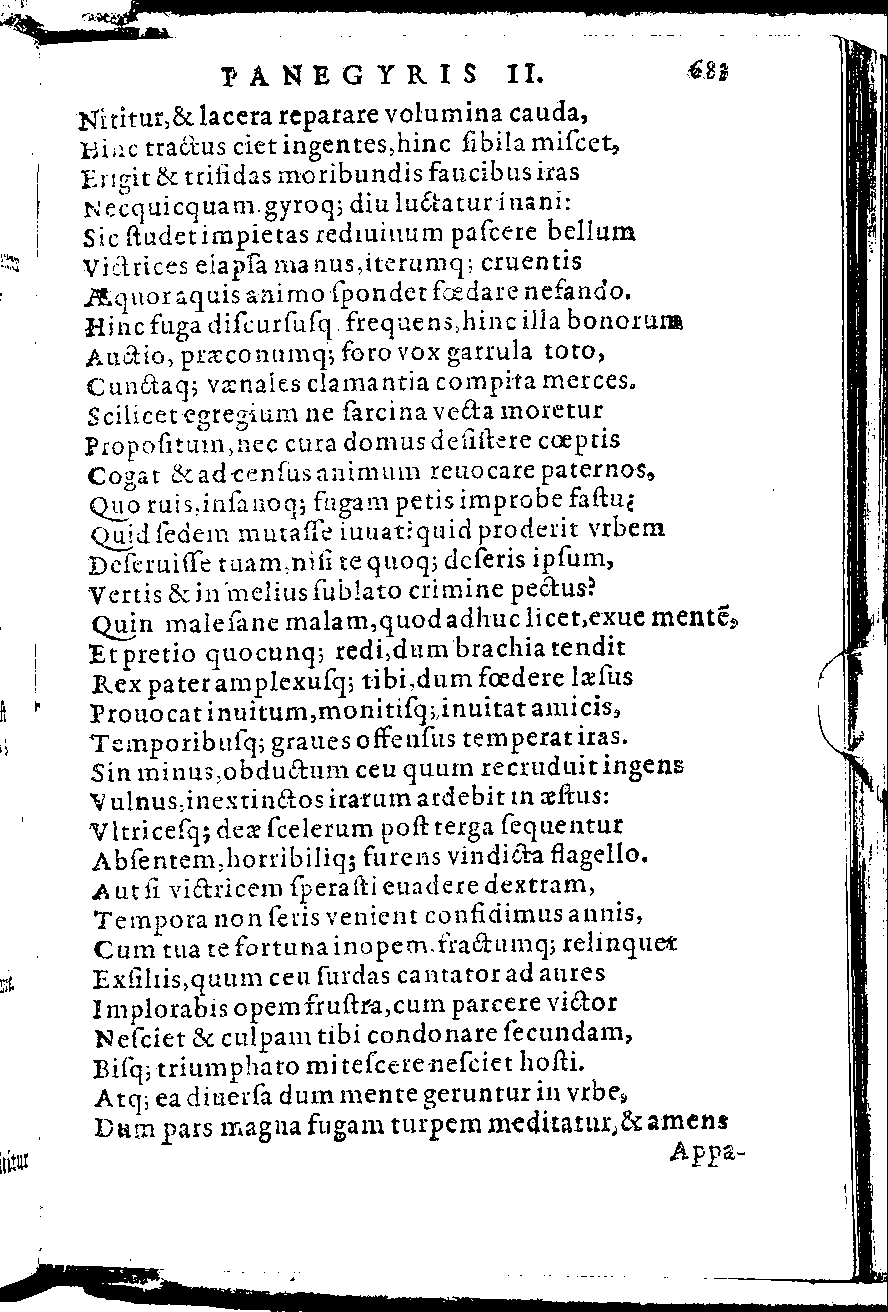 PANEGYRIS II. 683
Nititur,& lacera reparare volumina cauda,
Hinc tractus ciet ingentes,hinc sibila miscet,
Erigit & trifidas moribundis faucibus iras
Necquicquam.gyroq; diu luctatur inani:
Sic studet impietas rediuiuum pascere bellum
Victrices elapsa manus,iterumq; cruentis
Æquor aquis animo spondet fœdare nefando.
Hinc fuga discursusq. frequens,hinc illa bonorum
Auctio, præconumq; foro vox garrula toto,
Cunctaq; vænales clamantia compita merces.
Scilicet egregium ne sarcina vecta moretur
Propositum,nec cura domus desistere cœptis
Cogat & ad census animum reuocare paternos,
Quo ruis,insanoq; fugam petis improbe fastu?
Quid sedem mutasse iuuat?quid proderit vrbem
Deseruisse tuam,nisi te quoq; deseris ipsum,
Vertis & in melius sublato crimine pectus?
Quin malesane malam,quod adhuc licet,exue mentẽ,
Et pretio quocunq; redi,dum brachia tendit
Rex pater amplexusq; tibi,dum fœdere læsus
Prouocat inuitum,monitisq; inuitat amicis,
Temporibusq; graues offensus temperat iras.
Sin minus,obductum ceu quum recruduit ingens
Vulnus,inextinctos irarum ardebit in æstus:
Vltricesq; deæ scelerum post terga sequentur
Absentem,horribiliq; furens vindicta flagello.
Aut si victricem sperasti euadere dextram,
Tempora non seris venient confidimus annis,
Cum tua te fortuna inopem.fractumq; relinquet
Exsiliis,quum ceu surdas cantator ad aures
Implorabis opem frustra,cum parcere victor
Nesciet & culpam tibi condonare secundam,
Bisq; triumphato mitescere nesciet hosti.
Atq; ea diuersa dum mente geruntur in vrbe,
Dum pars magna fugam turpem meditatur,& amens
Appa-